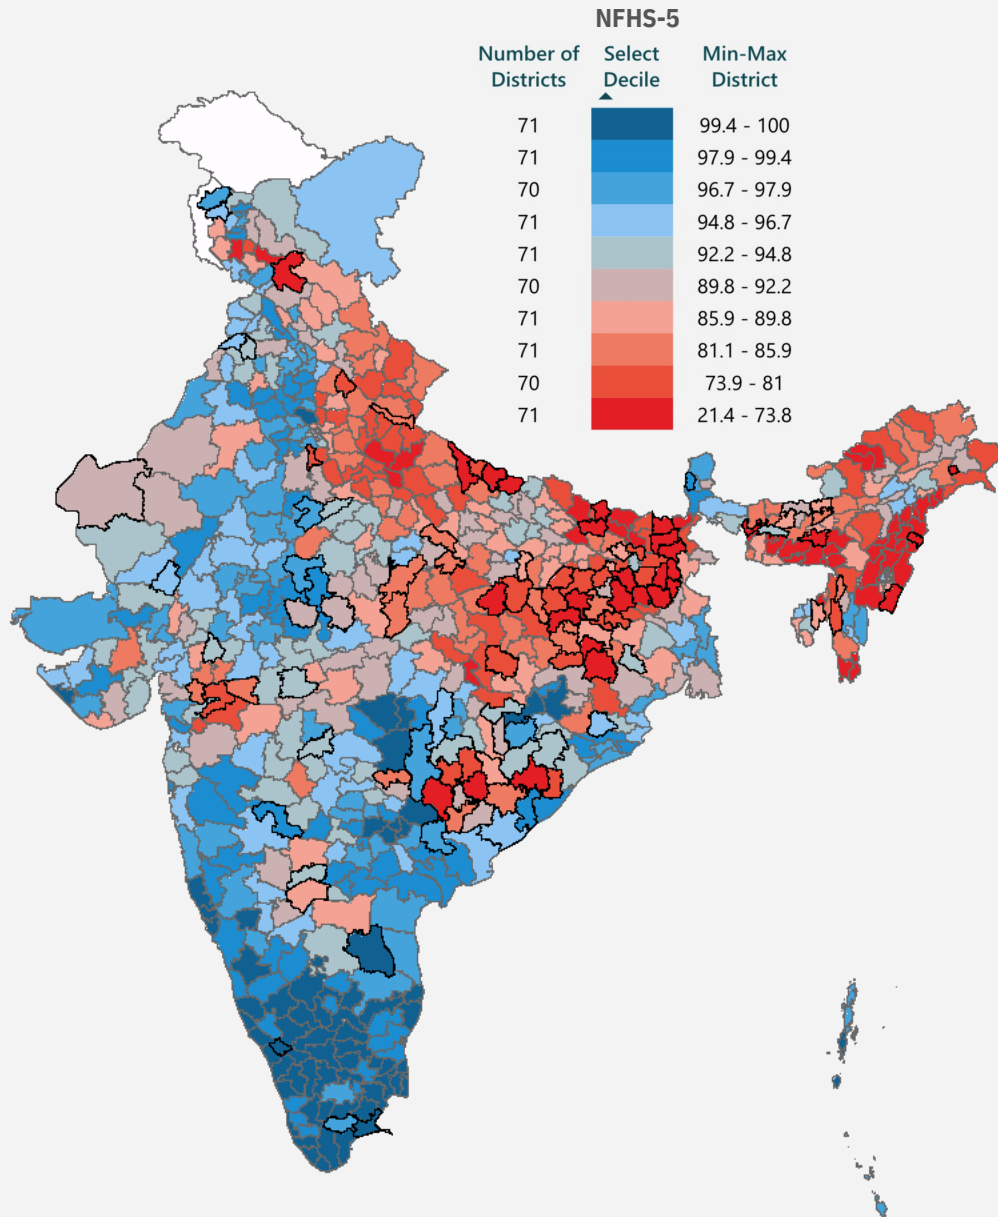 NFHS-5
Number of Districts Select Decile Min-Max District
71 99.4 - 100
71 97.9 - 99.4
70 96.7 - 97.9
71 94.8 - 96.7
71 92.2 - 94.8
70 89.8 - 92.2
71 85.9 - 89.8
71 81.1 - 85.9
70 73.9 - 81
71 21.4 - 73.8